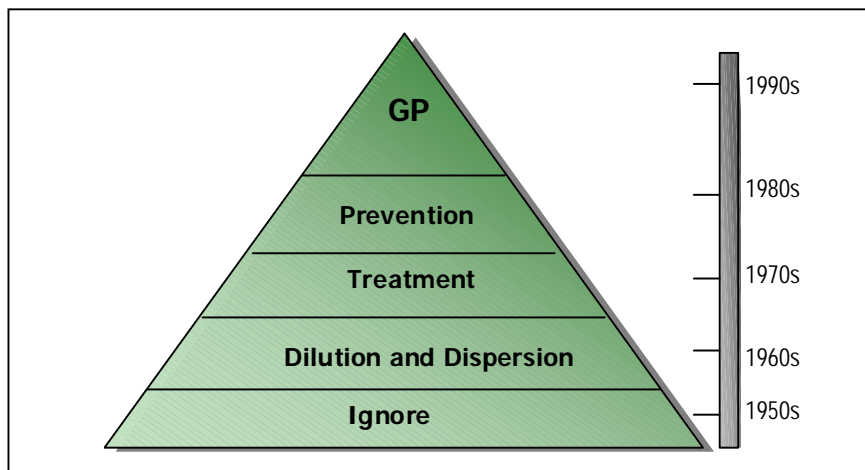 GP
1990s
Prevention
1980s
Treatment
1970s
Dilution and Dispersion
1960s
Ignore
1950s